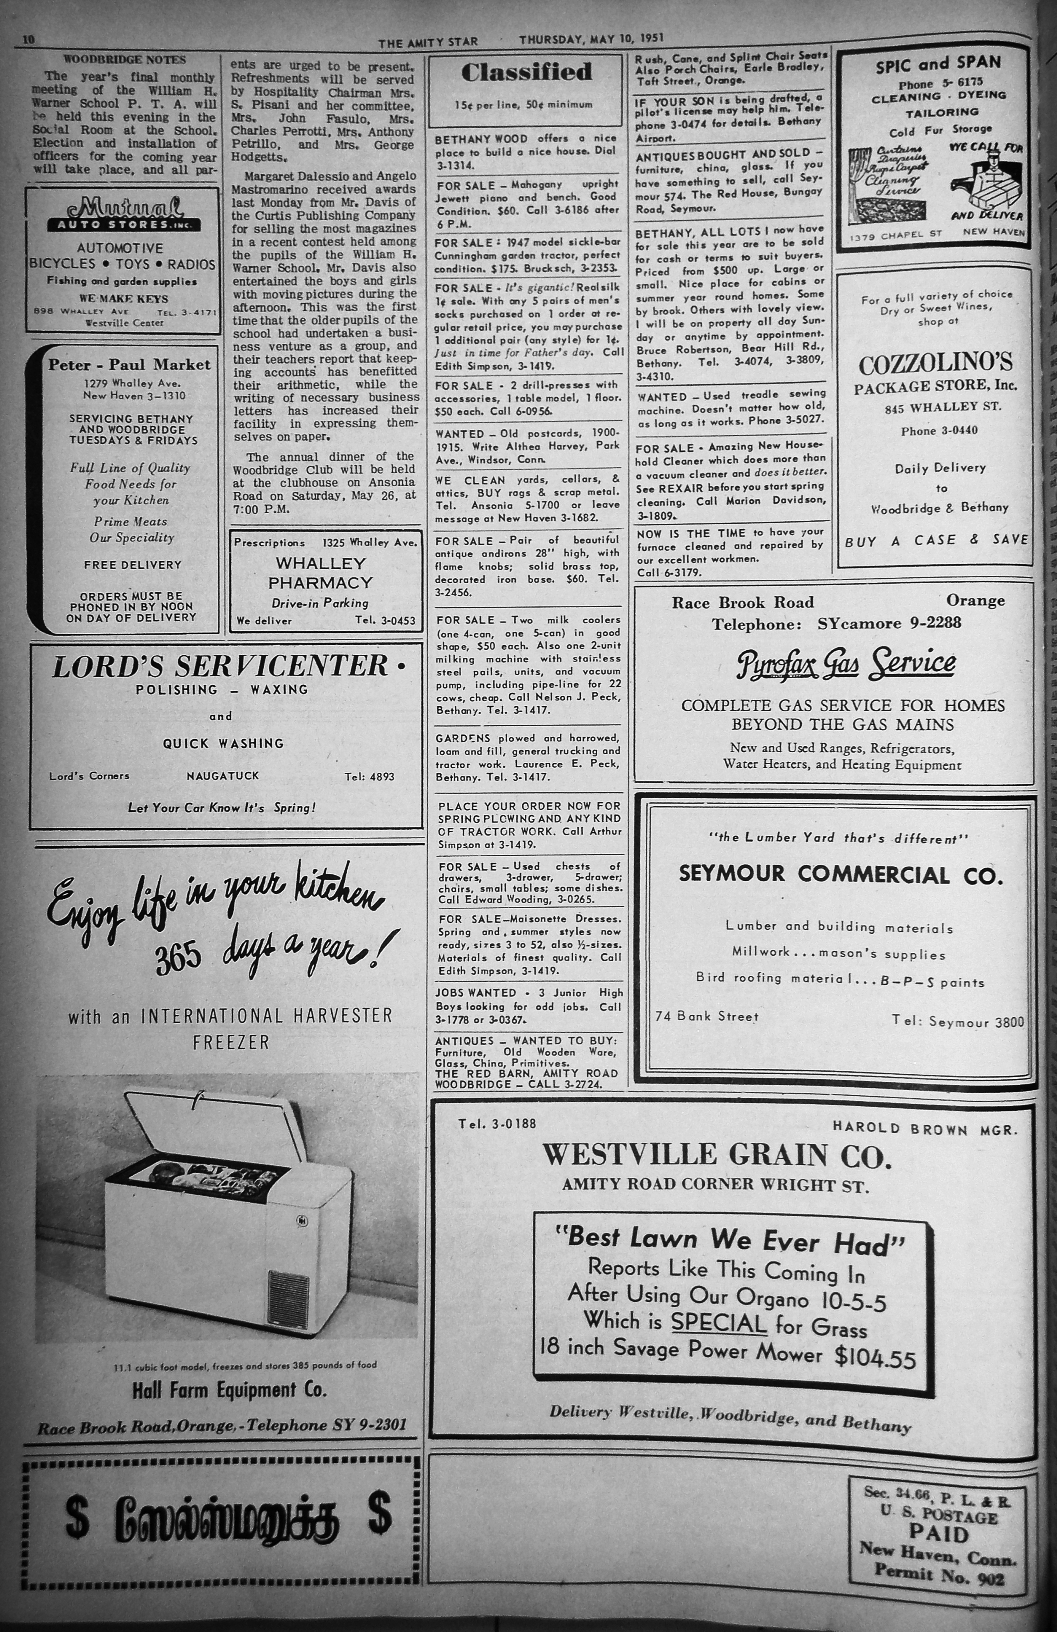 10
THE AMITY STAR THURSDAY, MAY 10, 1951
WOODBRIDGE NOTES
The year's final monthly
meeting of the William H.
Warner School P. T. A. will
be held this evening in the
Social Room at the School.
Election and installation of
officers for the coming year
will take place, and all par-
Mutual
AUTO STORES, INC.
AUTOMOTIVE
BICYCLES • TOYS • RADIOS
Fishing and garden supplies
WE MAKE KEYS
898 WHALLEY AVE TEL. 3-4171
Westville Center
Peter - Paul Market
1279 Whalley Ave.
New Haven 3-1310
SERVICING BETHANY
AND WOODBRIDGE
TUESDAYS & FRIDAYS
Full Line of Quality
Food Needs for
your Kitchen
Prime Meats
Our Speciality
FREE DELIVERY
ORDERS MUST BE
PHONED IN BY NOON
ON DAY OF DELIVERY
ents are urged to be present.
Refreshments will be served
by Hospitality Chairman Mrs.
S. Pisani and her committee,
Mrs. John Fasulo, Mrs.
Charles Perrotti, Mrs. Anthony
Petrillo, and Mrs. George
Hodgetts.
Margaret Dalessio and Angelo
Mastromarino received awards
last Monday from Mr. Davis of
the Curtis Publishing Company
for selling the most magazines
in a recent contest held among
the pupils of the William H.
Warner School. Mr. Davis also
entertained the boys and girls
with moving pictures during the
afternoon. This was the first
time that the older pupils of the
school had undertaken a busi-
ness venture as a group, and
their teachers report that keep-
ing accounts has benefitted
their arithmetic, while the
writing of necessary business
letters has increased their
facility in expressing them-
selves on paper.
The annual dinner of the
Woodbridge Club will be held
at the clubhouse on Ansonia
Road on Saturday, May 26, at
7:00 P.M.
Prescriptions 1325 Whalley Ave.
WHALLEY
PHARMACY
Drive-in Parking
We deliver Tel. 3-0453
LORD'S SERVICENTER •
POLISHING – WAXING
and
QUICK WASHING
Lord's Corners NAUGATUCK Tel: 4893
Let Your Car Know It's Spring!
Enjoy life in your kitchen
365 days a year!
with an INTERNATIONAL HARVESTER
FREEZER
11.1 cubic foot model, freezes and stores 385 pounds of food
Hall Farm Equipment Co.
Race Brook Road, Orange, - Telephone SY 9-2301
$ ஸேல்ஸ்மனுக்கு $
Classified
15¢ per line, 50¢ minimum
BETHANY WOOD offers a nice
place to build a nice house. Dial
3-1314.
FOR SALE – Mahogany upright
Jewett piano and bench. Good
Condition. $60. Call 3-6186 after
6 P.M.
FOR SALE: 1947 model sickle-bar
Cunningham garden tractor, perfect
condition. $175. Brucksch, 3-2353.
FOR SALE - It's gigantic! Realsilk
1¢ sale. With any 5 pairs of men's
socks purchased on 1 order at re-
gular retail price, you may purchase
1 additional pair (any style) for 1¢.
Just in time for Father's day. Call
Edith Simpson, 3-1419.
FOR SALE - 2 drill-presses with
accessories, 1 table model, 1 floor.
$50 each. Call 6-0956.
WANTED – Old postcards, 1900-
1915. Write Althea Harvey, Park
Ave., Windsor, Conn.
WE CLEAN yards, cellars, &
attics, BUY rags & scrap metal.
Tel. Ansonia 5-1700 or leave
message at New Haven 3-1682.
FOR SALE – Pair of beautiful
antique andirons 28" high, with
flame knobs; solid brass top,
decorated iron base. $60. Tel.
3-2456.
FOR SALE – Two milk coolers
(one 4-can, one 5-can) in good
shape, $50 each. Also one 2-unit
milking machine with stainless
steel pails, units, and vacuum
pump, including pipe-line for 22
cows, cheap. Call Nelson J. Peck,
Bethany. Tel. 3-1417.
GARDENS plowed and harrowed,
loam and fill, general trucking and
tractor work. Laurence E. Peck,
Bethany. Tel. 3-1417.
PLACE YOUR ORDER NOW FOR
SPRING PLOWING AND ANY KIND
OF TRACTOR WORK. Call Arthur
Simpson at 3-1419.
FOR SALE – Used chests of
drawers, 3-drawer, 5-drawer;
chairs, small tables; some dishes.
Call Edward Wooding, 3-0265.
FOR SALE–Maisonette Dresses.
Spring and summer styles now
ready, sizes 3 to 52, also ½-sizes.
Materials of finest quality. Call
Edith Simpson, 3-1419.
JOBS WANTED - 3 Junior High
Boys looking for odd jobs. Call
3-1778 or 3-0367.
ANTIQUES – WANTED TO BUY:
Furniture, Old Wooden Ware,
Glass, China, Primitives.
THE RED BARN, AMITY ROAD
WOODBRIDGE – CALL 3-2724.
Rush, Cane, and Splint Chair Seats
Also Porch Chairs, Earle Bradley,
Taft Street., Orange.
IF YOUR SON is being drafted, a
pilot's license may help him. Tele-
phone 3-0474 for details. Bethany
Airport.
ANTIQUES BOUGHT AND SOLD –
furniture, china, glass. If you
have something to sell, call Sey-
mour 574. The Red House, Bungay
Road, Seymour.
BETHANY, ALL LOTS I now have
for sale this year are to be sold
for cash or terms to suit buyers.
Priced from $500 up. Large or
small. Nice place for cabins or
summer year round homes. Some
by brook. Others with lovely view.
I will be on property all day Sun-
day or anytime by appointment.
Bruce Robertson, Bear Hill Rd.,
Bethany. Tel. 3-4074, 3-3809,
3-4310.
WANTED – Used treadle sewing
machine. Doesn't matter how old,
as long as it works. Phone 3-5027.
FOR SALE - Amazing New House-
hold Cleaner which does more than
a vacuum cleaner and does it better.
See REXAIR before you start spring
cleaning. Call Marion Davidson,
3-1809.
NOW IS THE TIME to have your
furnace cleaned and repaired by
our excellent workmen.
Call 6-3179.
SPIC and SPAN
Phone 5-6175
CLEANING - DYEING
TAILORING
Cold Fur Storage
Curtains
Draperies
Rug & Carpet
Cleaning
Service
WE CALL FOR
AND DELIVER
1379 CHAPEL ST NEW HAVEN
For a full variety of choice
Dry or Sweet Wines,
shop at
COZZOLINO'S
PACKAGE STORE, Inc.
845 WHALLEY ST.
Phone 3-0440
Daily Delivery
to
Woodbridge & Bethany
BUY A CASE & SAVE
Race Brook Road Orange
Telephone: SYcamore 9-2288
Pyrofax Gas Service
COMPLETE GAS SERVICE FOR HOMES
BEYOND THE GAS MAINS
New and Used Ranges, Refrigerators,
Water Heaters, and Heating Equipment
"the Lumber Yard that's different"
SEYMOUR COMMERCIAL CO.
Lumber and building materials
Millwork...mason's supplies
Bird roofing material...B–P–S paints
74 Bank Street Tel: Seymour 3800
Tel. 3-0188 HAROLD BROWN MGR.
WESTVILLE GRAIN CO.
AMITY ROAD CORNER WRIGHT ST.
"Best Lawn We Ever Had"
Reports Like This Coming In
After Using Our Organo 10-5-5
Which is SPECIAL for Grass
18 inch Savage Power Mower $104.55
Delivery Westville, Woodbridge, and Bethany
Sec. 34.66, P. L. & R.
U. S. POSTAGE
PAID
New Haven, Conn.
Permit No. 902